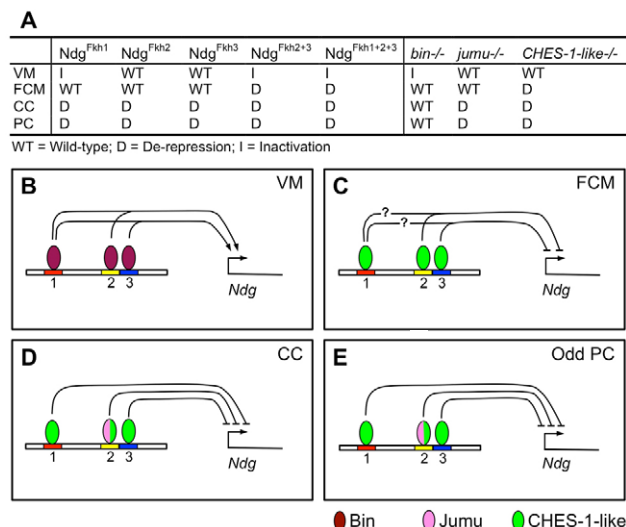 A
Ndg^Fkh1 Ndg^Fkh2 Ndg^Fkh3 Ndg^Fkh2+3 Ndg^Fkh1+2+3 bin-/- jumu-/- CHES-1-like-/-
VM I WT WT I I I WT WT
FCM WT WT WT D D WT WT D
CC D D D D D WT D D
PC D D D D D WT D D
WT = Wild-type; D = De-repression; I = Inactivation
B VM
1 2 3
Ndg
C FCM
?
?
1 2 3
Ndg
D CC
1 2 3
Ndg
E Odd PC
1 2 3
Ndg
Bin Jumu CHES-1-like